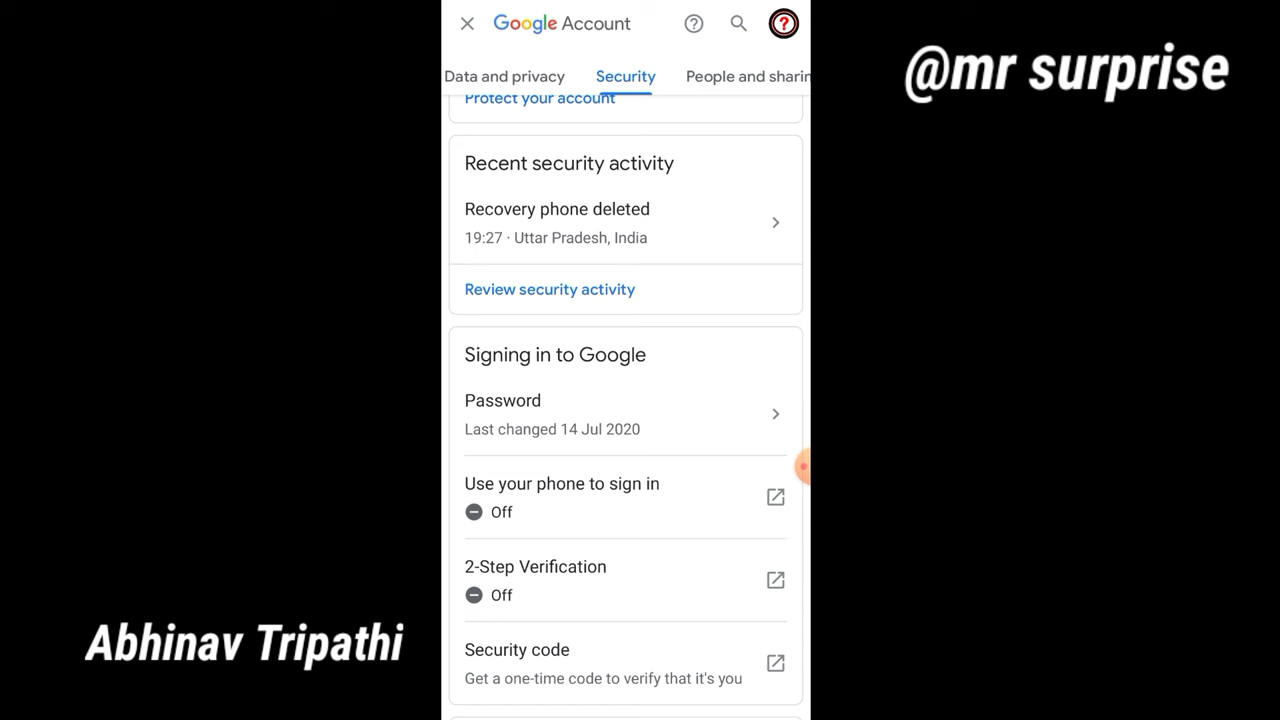 Google Account
@mr surprise
Data and privacy Security People and sharin
Protect your account
Recent security activity
Recovery phone deleted
19:27 · Uttar Pradesh, India
Review security activity
Signing in to Google
Password
Last changed 14 Jul 2020
Use your phone to sign in
Off
2-Step Verification
Off
Abhinav Tripathi
Security code
Get a one-time code to verify that it's you